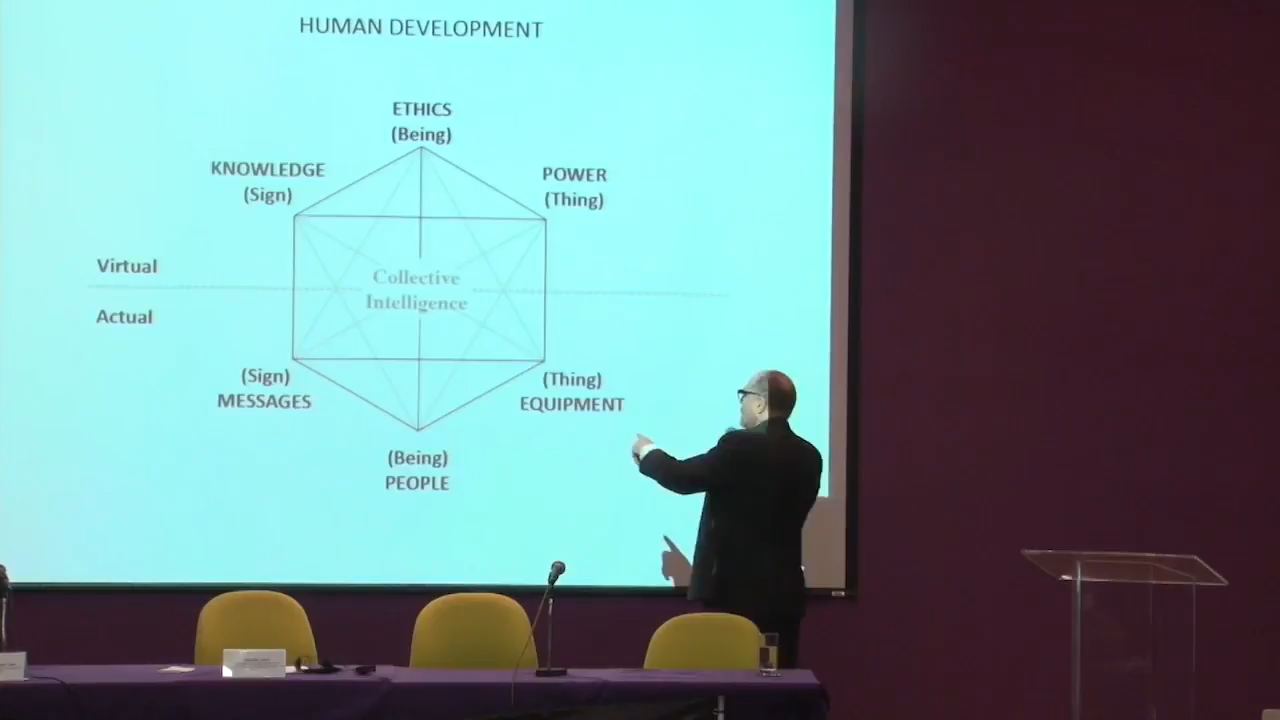 HUMAN DEVELOPMENT
ETHICS
(Being)
KNOWLEDGE
(Sign)
POWER
(Thing)
Virtual
Collective
Intelligence
Actual
(Sign)
MESSAGES
(Thing)
EQUIPMENT
(Being)
PEOPLE